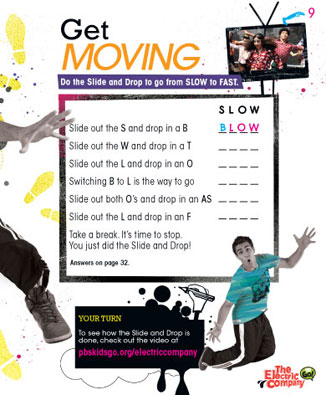 9
Get
MOVING
Do the Slide and Drop to go from SLOW to FAST.
S L O W
Slide out the S and drop in a B B L O W
Slide out the W and drop in a T _ _ _ _
Slide out the L and drop in an O _ _ _ _
Switching B to L is the way to go _ _ _ _
Slide out both O's and drop in an AS _ _ _ _
Slide out the L and drop in an F _ _ _ _
Take a break. It's time to stop.
You just did the Slide and Drop!
Answers on page 32.
YOUR TURN
To see how the Slide and Drop is
done, check out the video at
pbskidsgo.org/electriccompany
The
Electric
Company
GO!